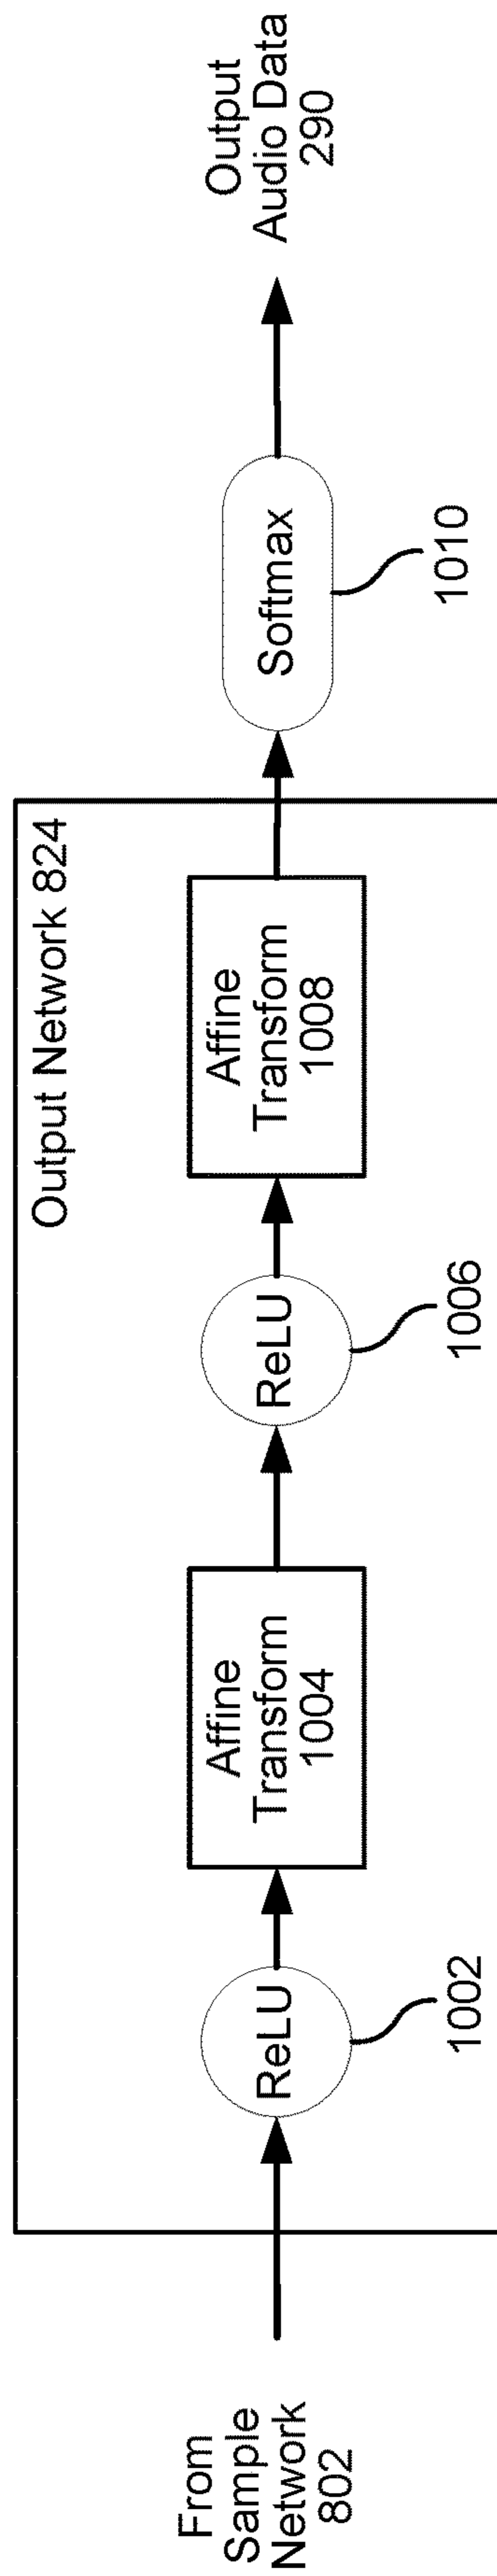 Output Network 824
From
Sample
Network
802
ReLU
1002
Affine
Transform
1004
ReLU
1006
Affine
Transform
1008
Softmax
1010
Output
Audio Data
290